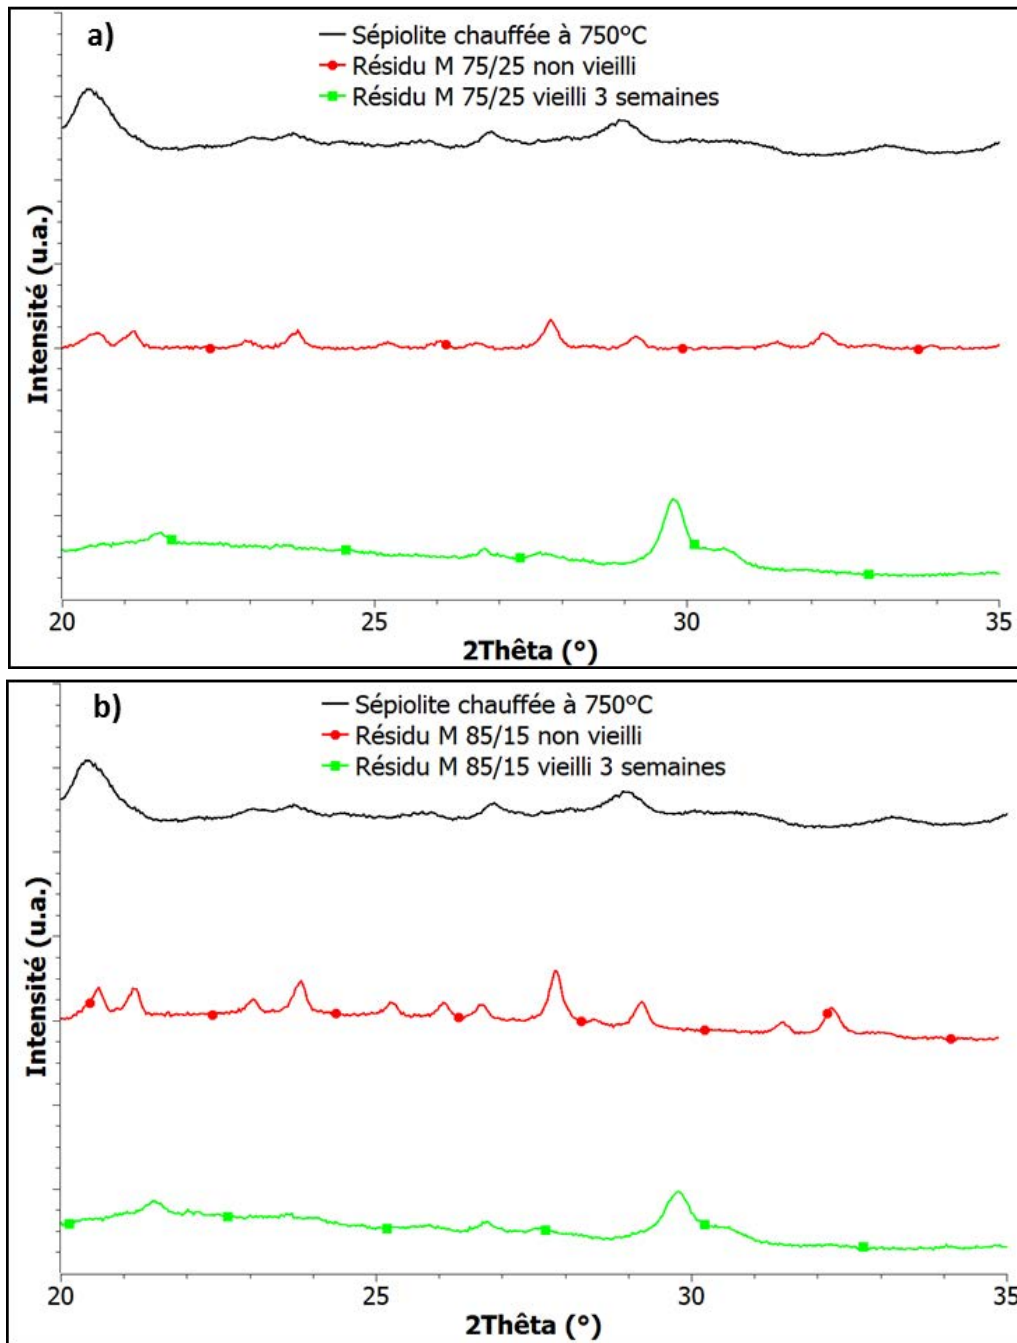 a)
Sépiolite chauffée à 750°C
Résidu M 75/25 non vieilli
Résidu M 75/25 vieilli 3 semaines
Intensité (u.a.)
20 25 30 35
2Thêta (°)
b)
Sépiolite chauffée à 750°C
Résidu M 85/15 non vieilli
Résidu M 85/15 vieilli 3 semaines
Intensité (u.a.)
20 25 30 35
2Thêta (°)